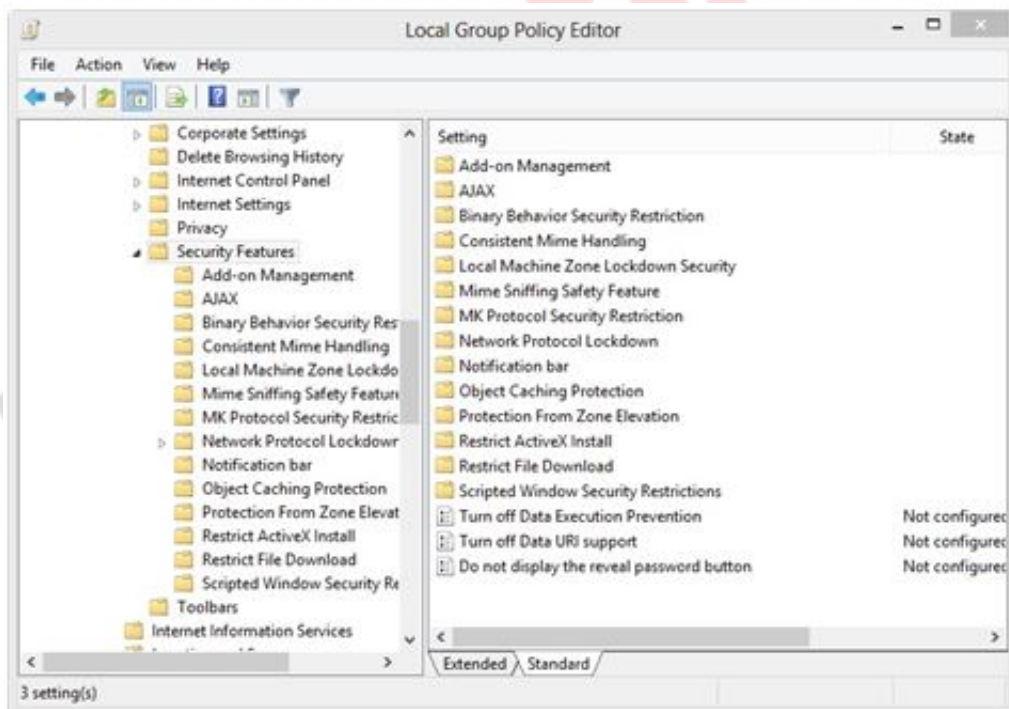 Local Group Policy Editor
File Action View Help
Corporate Settings
Delete Browsing History
Internet Control Panel
Internet Settings
Privacy
Security Features
Add-on Management
AJAX
Binary Behavior Security Res
Consistent Mime Handling
Local Machine Zone Lockdo
Mime Sniffing Safety Feature
MK Protocol Security Restric
Network Protocol Lockdowr
Notification bar
Object Caching Protection
Protection From Zone Elevat
Restrict ActiveX Install
Restrict File Download
Scripted Window Security Re
Toolbars
Internet Information Services
Setting State
Add-on Management
AJAX
Binary Behavior Security Restriction
Consistent Mime Handling
Local Machine Zone Lockdown Security
Mime Sniffing Safety Feature
MK Protocol Security Restriction
Network Protocol Lockdown
Notification bar
Object Caching Protection
Protection From Zone Elevation
Restrict ActiveX Install
Restrict File Download
Scripted Window Security Restrictions
Turn off Data Execution Prevention Not configured
Turn off Data URI support Not configured
Do not display the reveal password button Not configured
Extended Standard
3 setting(s)